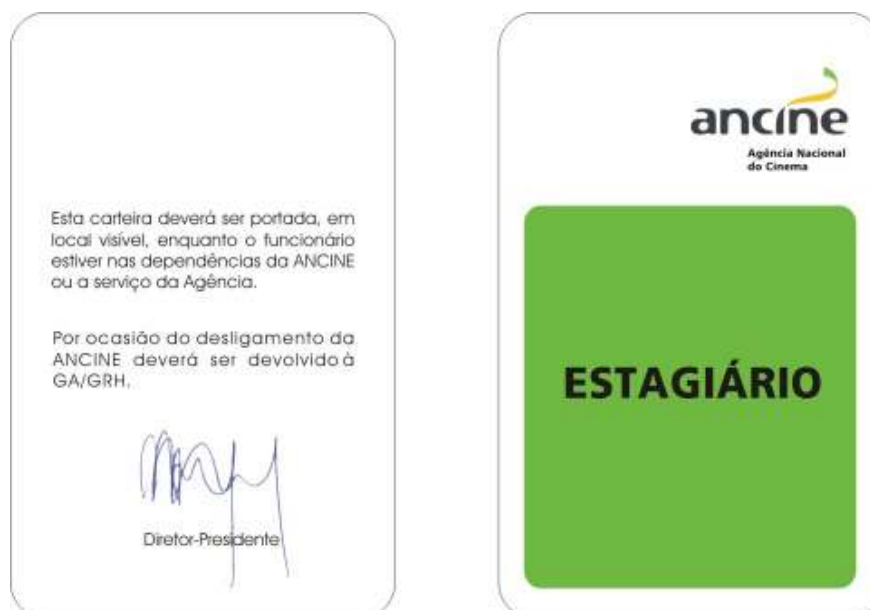 Esta carteira deverá ser portada, em
local visível, enquanto o funcionário
estiver nas dependências da ANCINE
ou a serviço da Agência.
Por ocasião do desligamento da
ANCINE deverá ser devolvido à
GA/GRH.
Diretor-Presidente
ancine
Agência Nacional
do Cinema
ESTAGIÁRIO